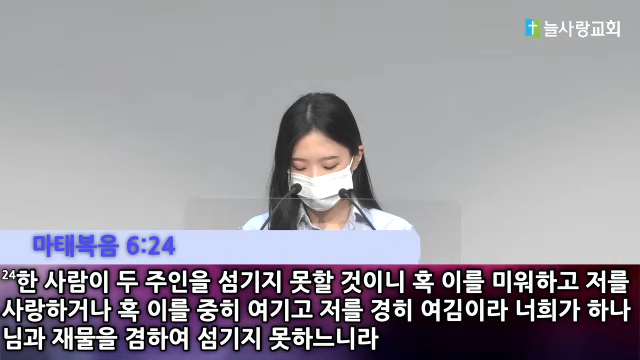 늘사랑교회
마태복음 6:24
24한 사람이 두 주인을 섬기지 못할 것이니 혹 이를 미워하고 저를
사랑하거나 혹 이를 중히 여기고 저를 경히 여김이라 너희가 하나
님과 재물을 겸하여 섬기지 못하느니라